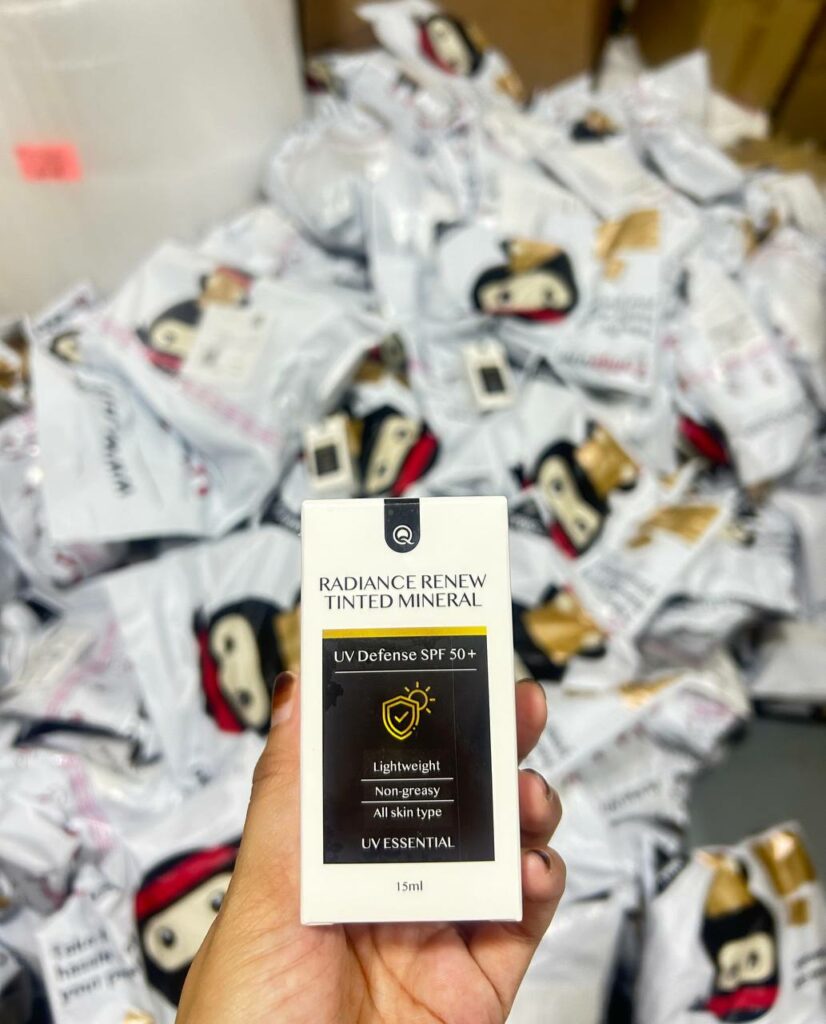 Q
RADIANCE RENEW
TINTED MINERAL
UV Defense SPF 50+
Lightweight
Non-greasy
All skin type
UV ESSENTIAL
15ml